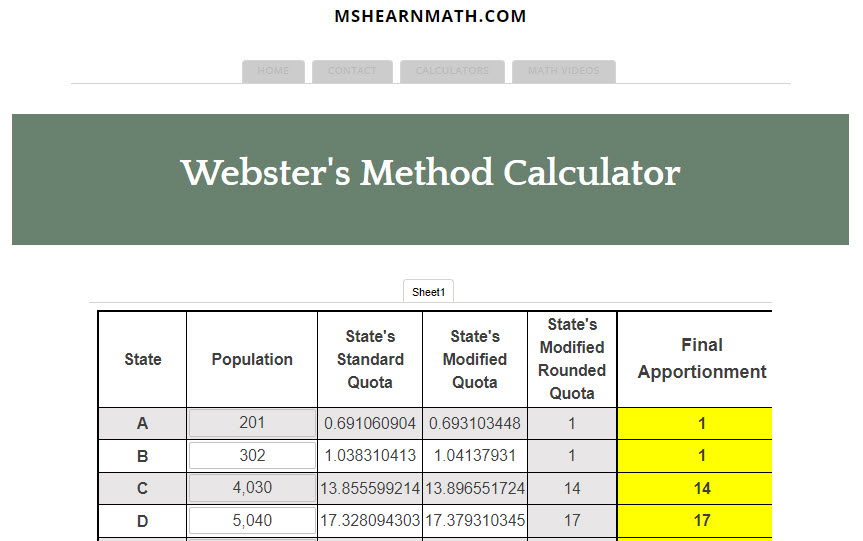 MSHEARNMATH.COM
HOME CONTACT CALCULATORS MATH VIDEOS
Webster's Method Calculator
Sheet1
State Population State's Standard Quota State's Modified Quota State's Modified Rounded Quota Final Apportionment
A 201 0.691060904 0.693103448 1 1
B 302 1.038310413 1.04137931 1 1
C 4,030 13.855599214 13.896551724 14 14
D 5,040 17.328094303 17.379310345 17 17